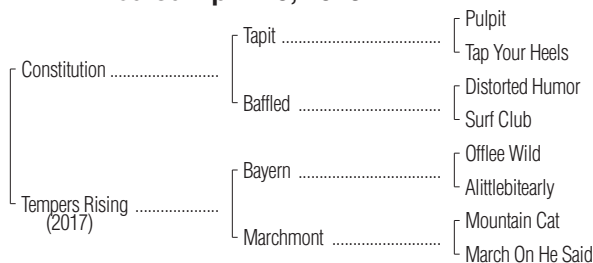 Tapit
Pulpit
Tap Your Heels
Constitution
Baffled
Distorted Humor
Surf Club
Bayern
Offlee Wild
Alittlebitearly
Tempers Rising
(2017)
Marchmont
Mountain Cat
March On He Said